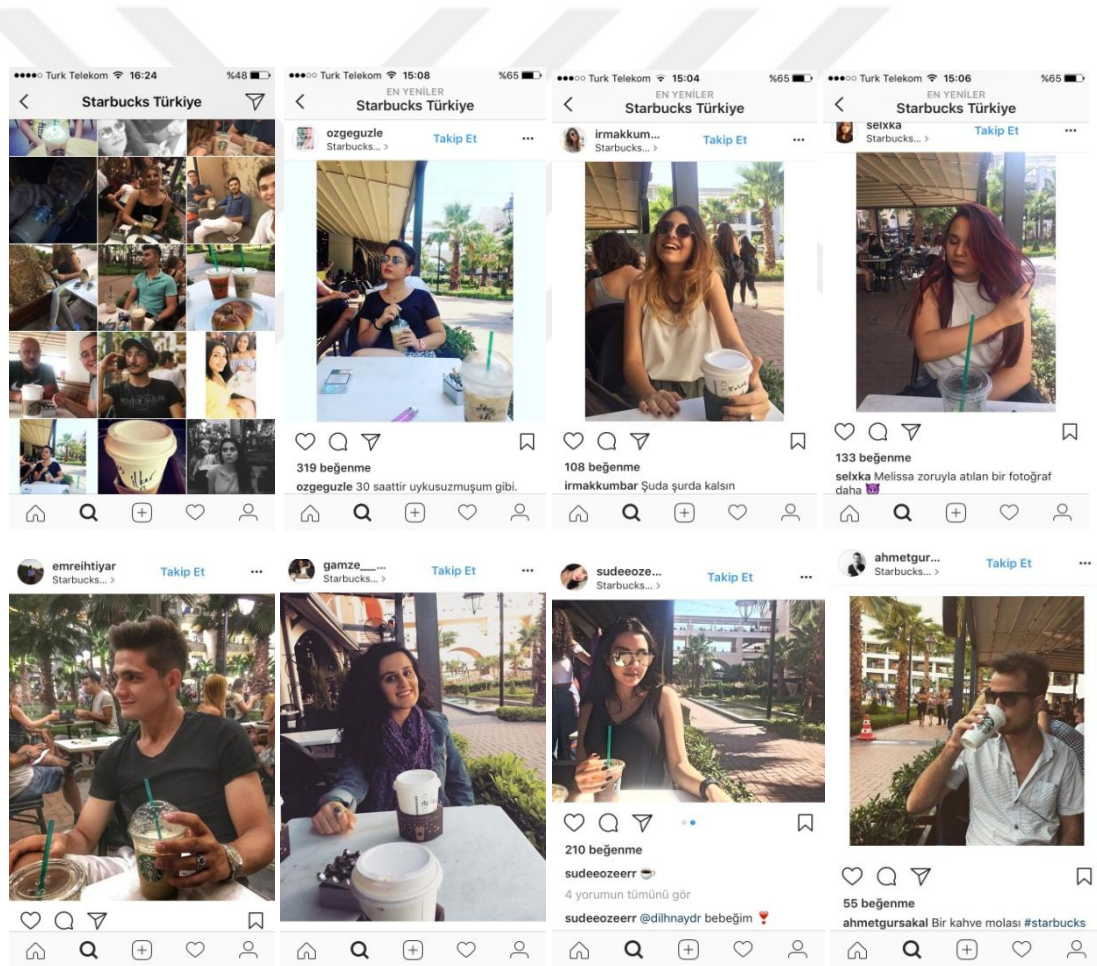 Turk Telekom 16:24 %48
Starbucks Türkiye
Turk Telekom 15:08 %65
EN YENİLER
Starbucks Türkiye
ozgeguzle
Starbucks... >
Takip Et
319 beğenme
ozgeguzle 30 saattir uykusuzmuşum gibi.
Turk Telekom 15:04 %65
EN YENİLER
Starbucks Türkiye
irmakkum...
Starbucks... >
Takip Et
108 beğenme
irmakkumbar Şuda şurda kalsın
Turk Telekom 15:06 %65
EN YENİLER
Starbucks Türkiye
selxka
Starbucks... >
Takip Et
133 beğenme
selxka Melissa zoruyla atılan bir fotoğraf
daha
emreihtiyar
Starbucks... >
Takip Et
gamze___...
Starbucks... >
Takip Et
sudeeoze...
Starbucks... >
Takip Et
210 beğenme
sudeeozeerr
4 yorumun tümünü gör
sudeeozeerr @dilhnaydr bebeğim
ahmetgur...
Starbucks... >
Takip Et
55 beğenme
ahmetgursakal Bir kahve molası #starbucks